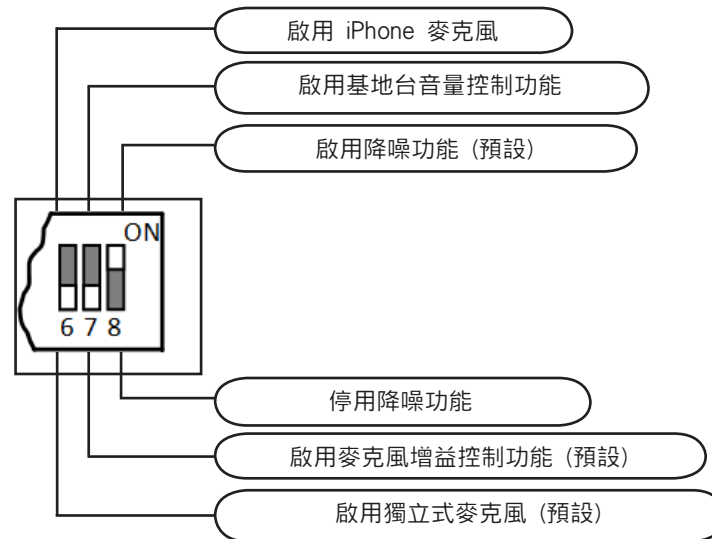 啟用 iPhone 麥克風
啟用基地台音量控制功能
啟用降噪功能 (預設)
ON
6 7 8
停用降噪功能
啟用麥克風增益控制功能 (預設)
啟用獨立式麥克風 (預設)